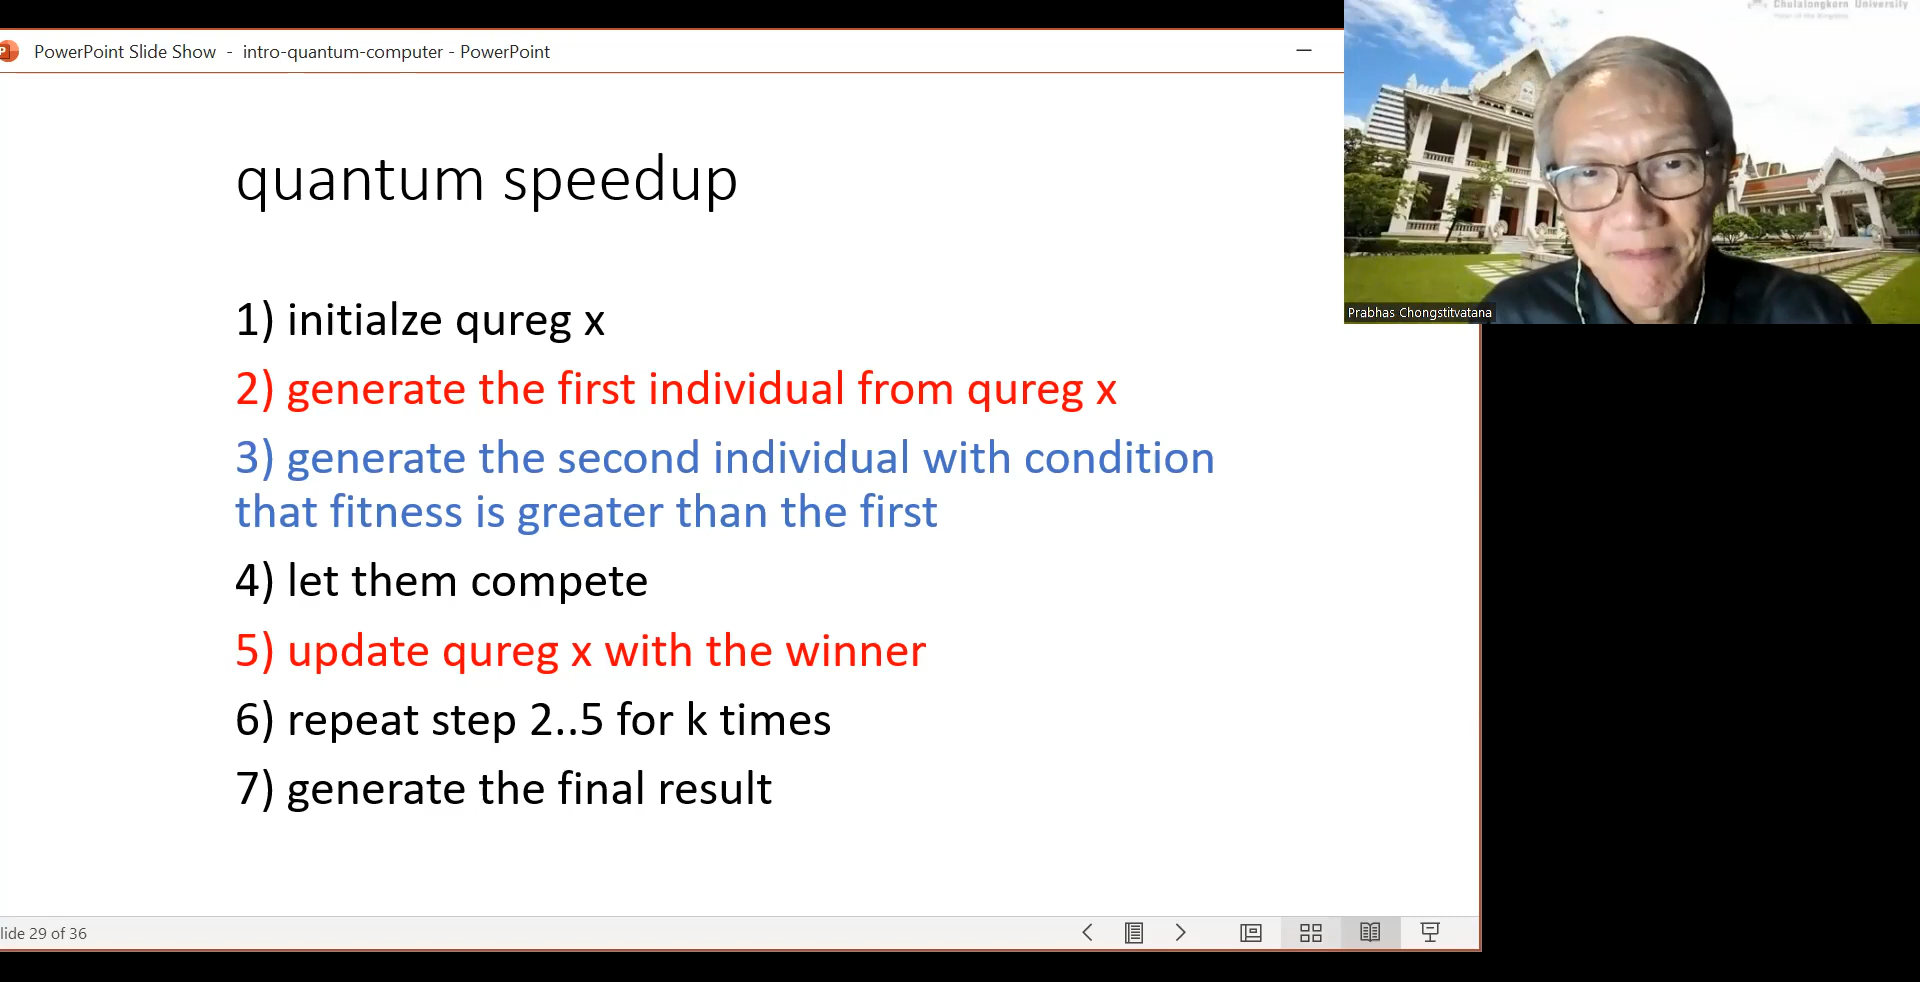 PowerPoint Slide Show - intro-quantum-computer - PowerPoint
Chulalongkorn University
quantum speedup
1) initialze qureg x
2) generate the first individual from qureg x
3) generate the second individual with condition
that fitness is greater than the first
4) let them compete
5) update qureg x with the winner
6) repeat step 2..5 for k times
7) generate the final result
Prabhas Chongstitvatana
lide 29 of 36